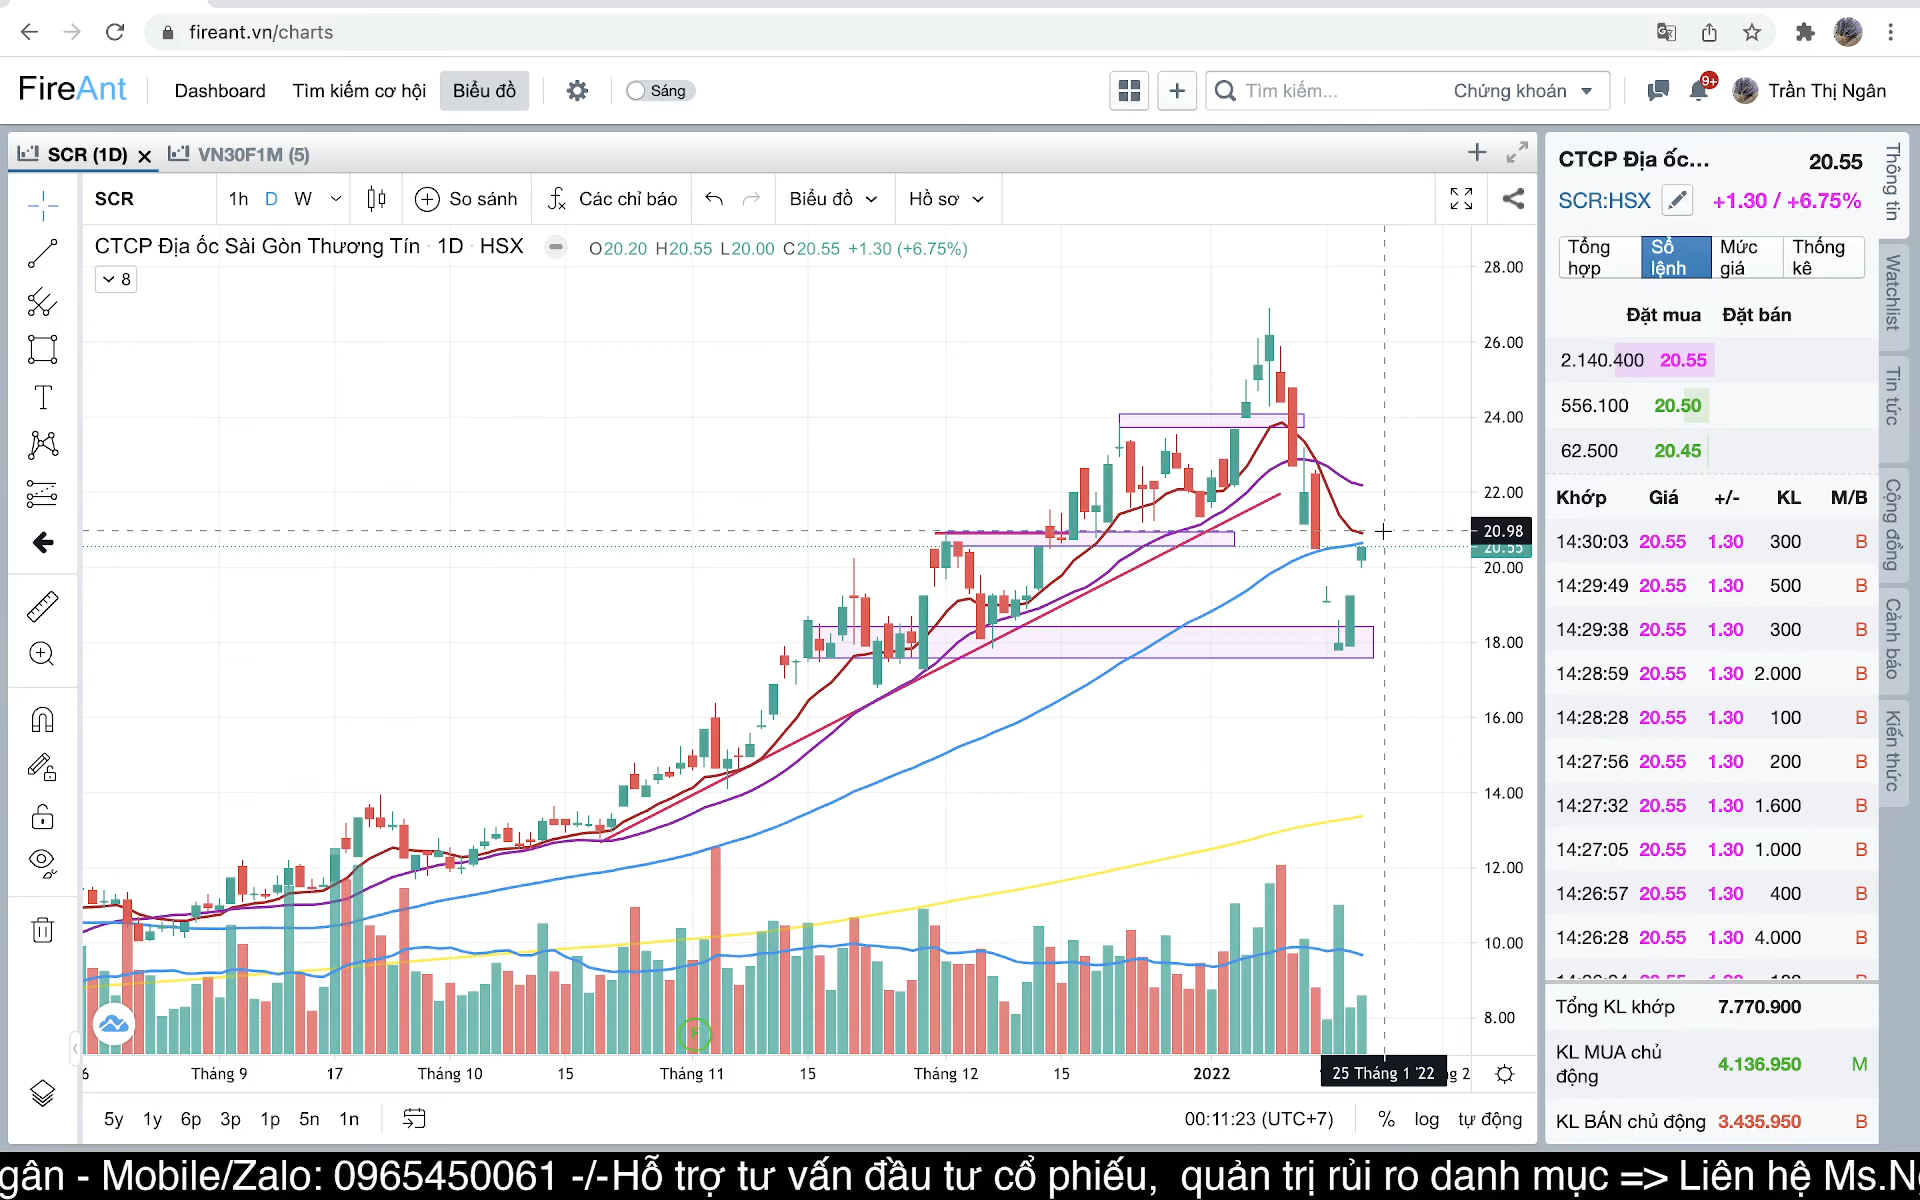 fireant.vn/charts
FireAnt Dashboard Tìm kiếm cơ hội Biểu đồ Sáng Tìm kiếm... Chứng khoán 9+ Trần Thị Ngân
SCR (1D) VN30F1M (5)
SCR 1h D W So sánh Các chỉ báo Biểu đồ Hồ sơ
CTCP Địa ốc Sài Gòn Thương Tín 1D HSX O20.20 H20.55 L20.00 C20.55 +1.30 (+6.75%)
8
28.00
26.00
24.00
22.00
20.98
20.55
20.00
18.00
16.00
14.00
12.00
10.00
8.00
F
6 Tháng 9 17 Tháng 10 15 Tháng 11 15 Tháng 12 15 2022 25 Tháng 1 '22 g 2
5y 1y 6p 3p 1p 5n 1n 00:11:23 (UTC+7) % log tự động
CTCP Địa ốc... 20.55
SCR:HSX +1.30 / +6.75%
Tổng hợp Sổ lệnh Mức giá Thống kê
Đặt mua Đặt bán
2.140.400 20.55
556.100 20.50
62.500 20.45
Khớp Giá +/- KL M/B
14:30:03 20.55 1.30 300 B
14:29:49 20.55 1.30 500 B
14:29:38 20.55 1.30 300 B
14:28:59 20.55 1.30 2.000 B
14:28:28 20.55 1.30 100 B
14:27:56 20.55 1.30 200 B
14:27:32 20.55 1.30 1.600 B
14:27:05 20.55 1.30 1.000 B
14:26:57 20.55 1.30 400 B
14:26:28 20.55 1.30 4.000 B
Tổng KL khớp 7.770.900
KL MUA chủ động 4.136.950 M
KL BÁN chủ động 3.435.950 B
Thông tin
Watchlist
Tin tức
Cộng đồng
Cảnh báo
Kiến thức
gân - Mobile/Zalo: 0965450061 -/-Hỗ trợ tư vấn đầu tư cổ phiếu, quản trị rủi ro danh mục => Liên hệ Ms.N